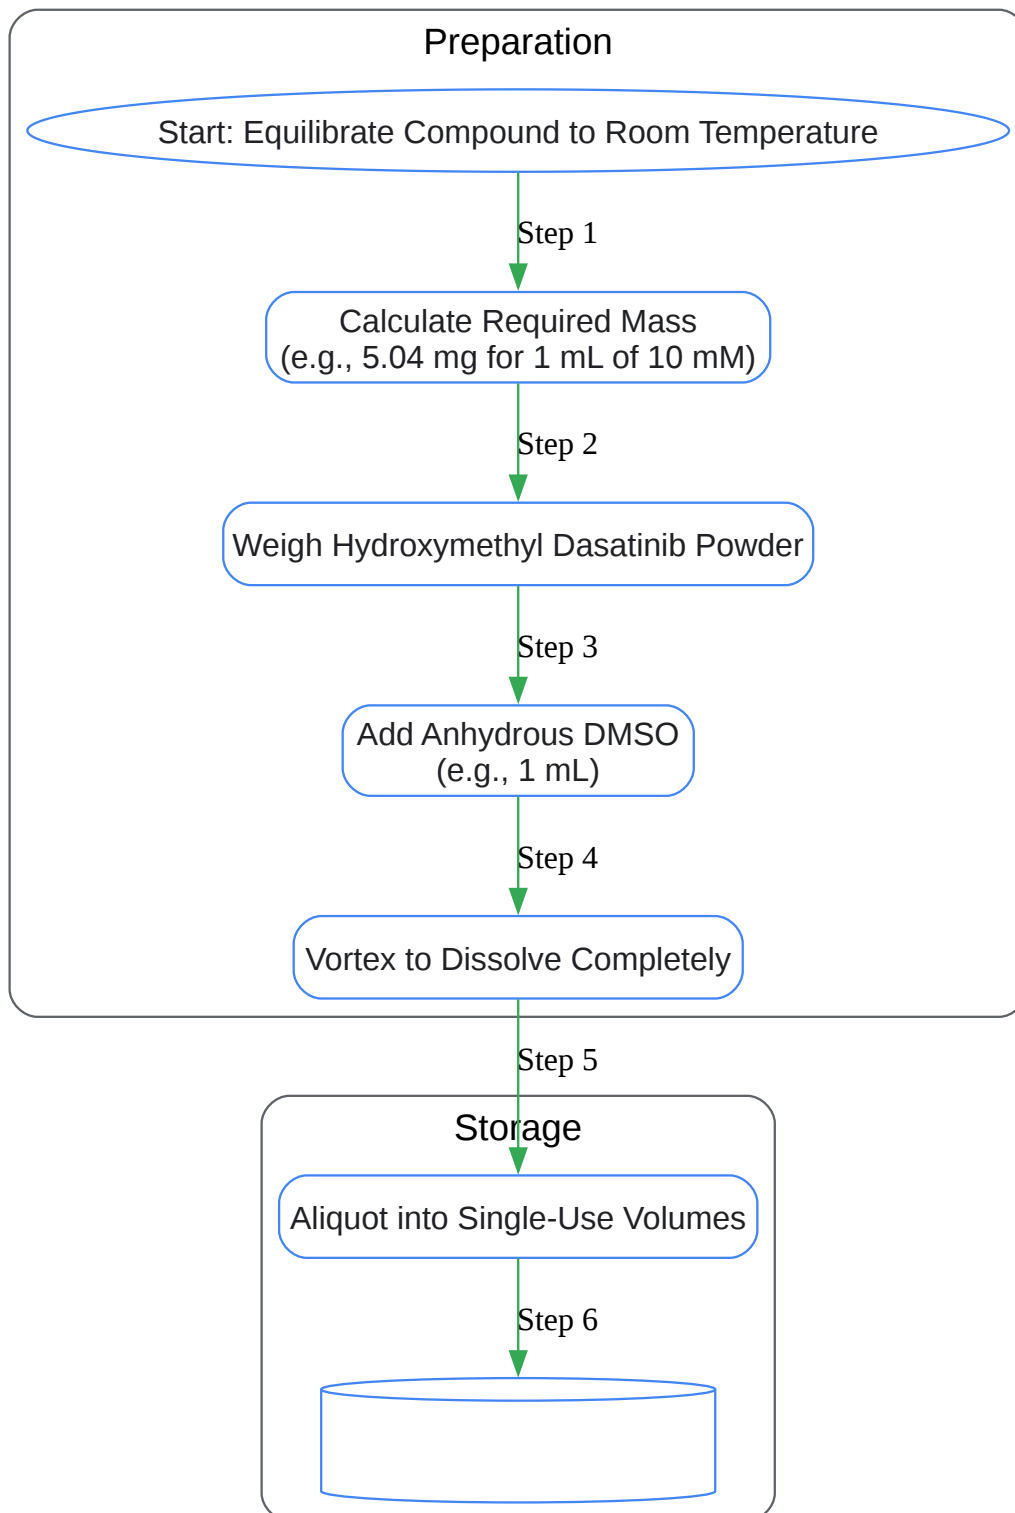 Preparation
Start: Equilibrate Compound to Room Temperature
Step 1
Calculate Required Mass
(e.g., 5.04 mg for 1 mL of 10 mM)
Step 2
Weigh Hydroxymethyl Dasatinib Powder
Step 3
Add Anhydrous DMSO
(e.g., 1 mL)
Step 4
Vortex to Dissolve Completely
Step 5
Storage
Aliquot into Single-Use Volumes
Step 6